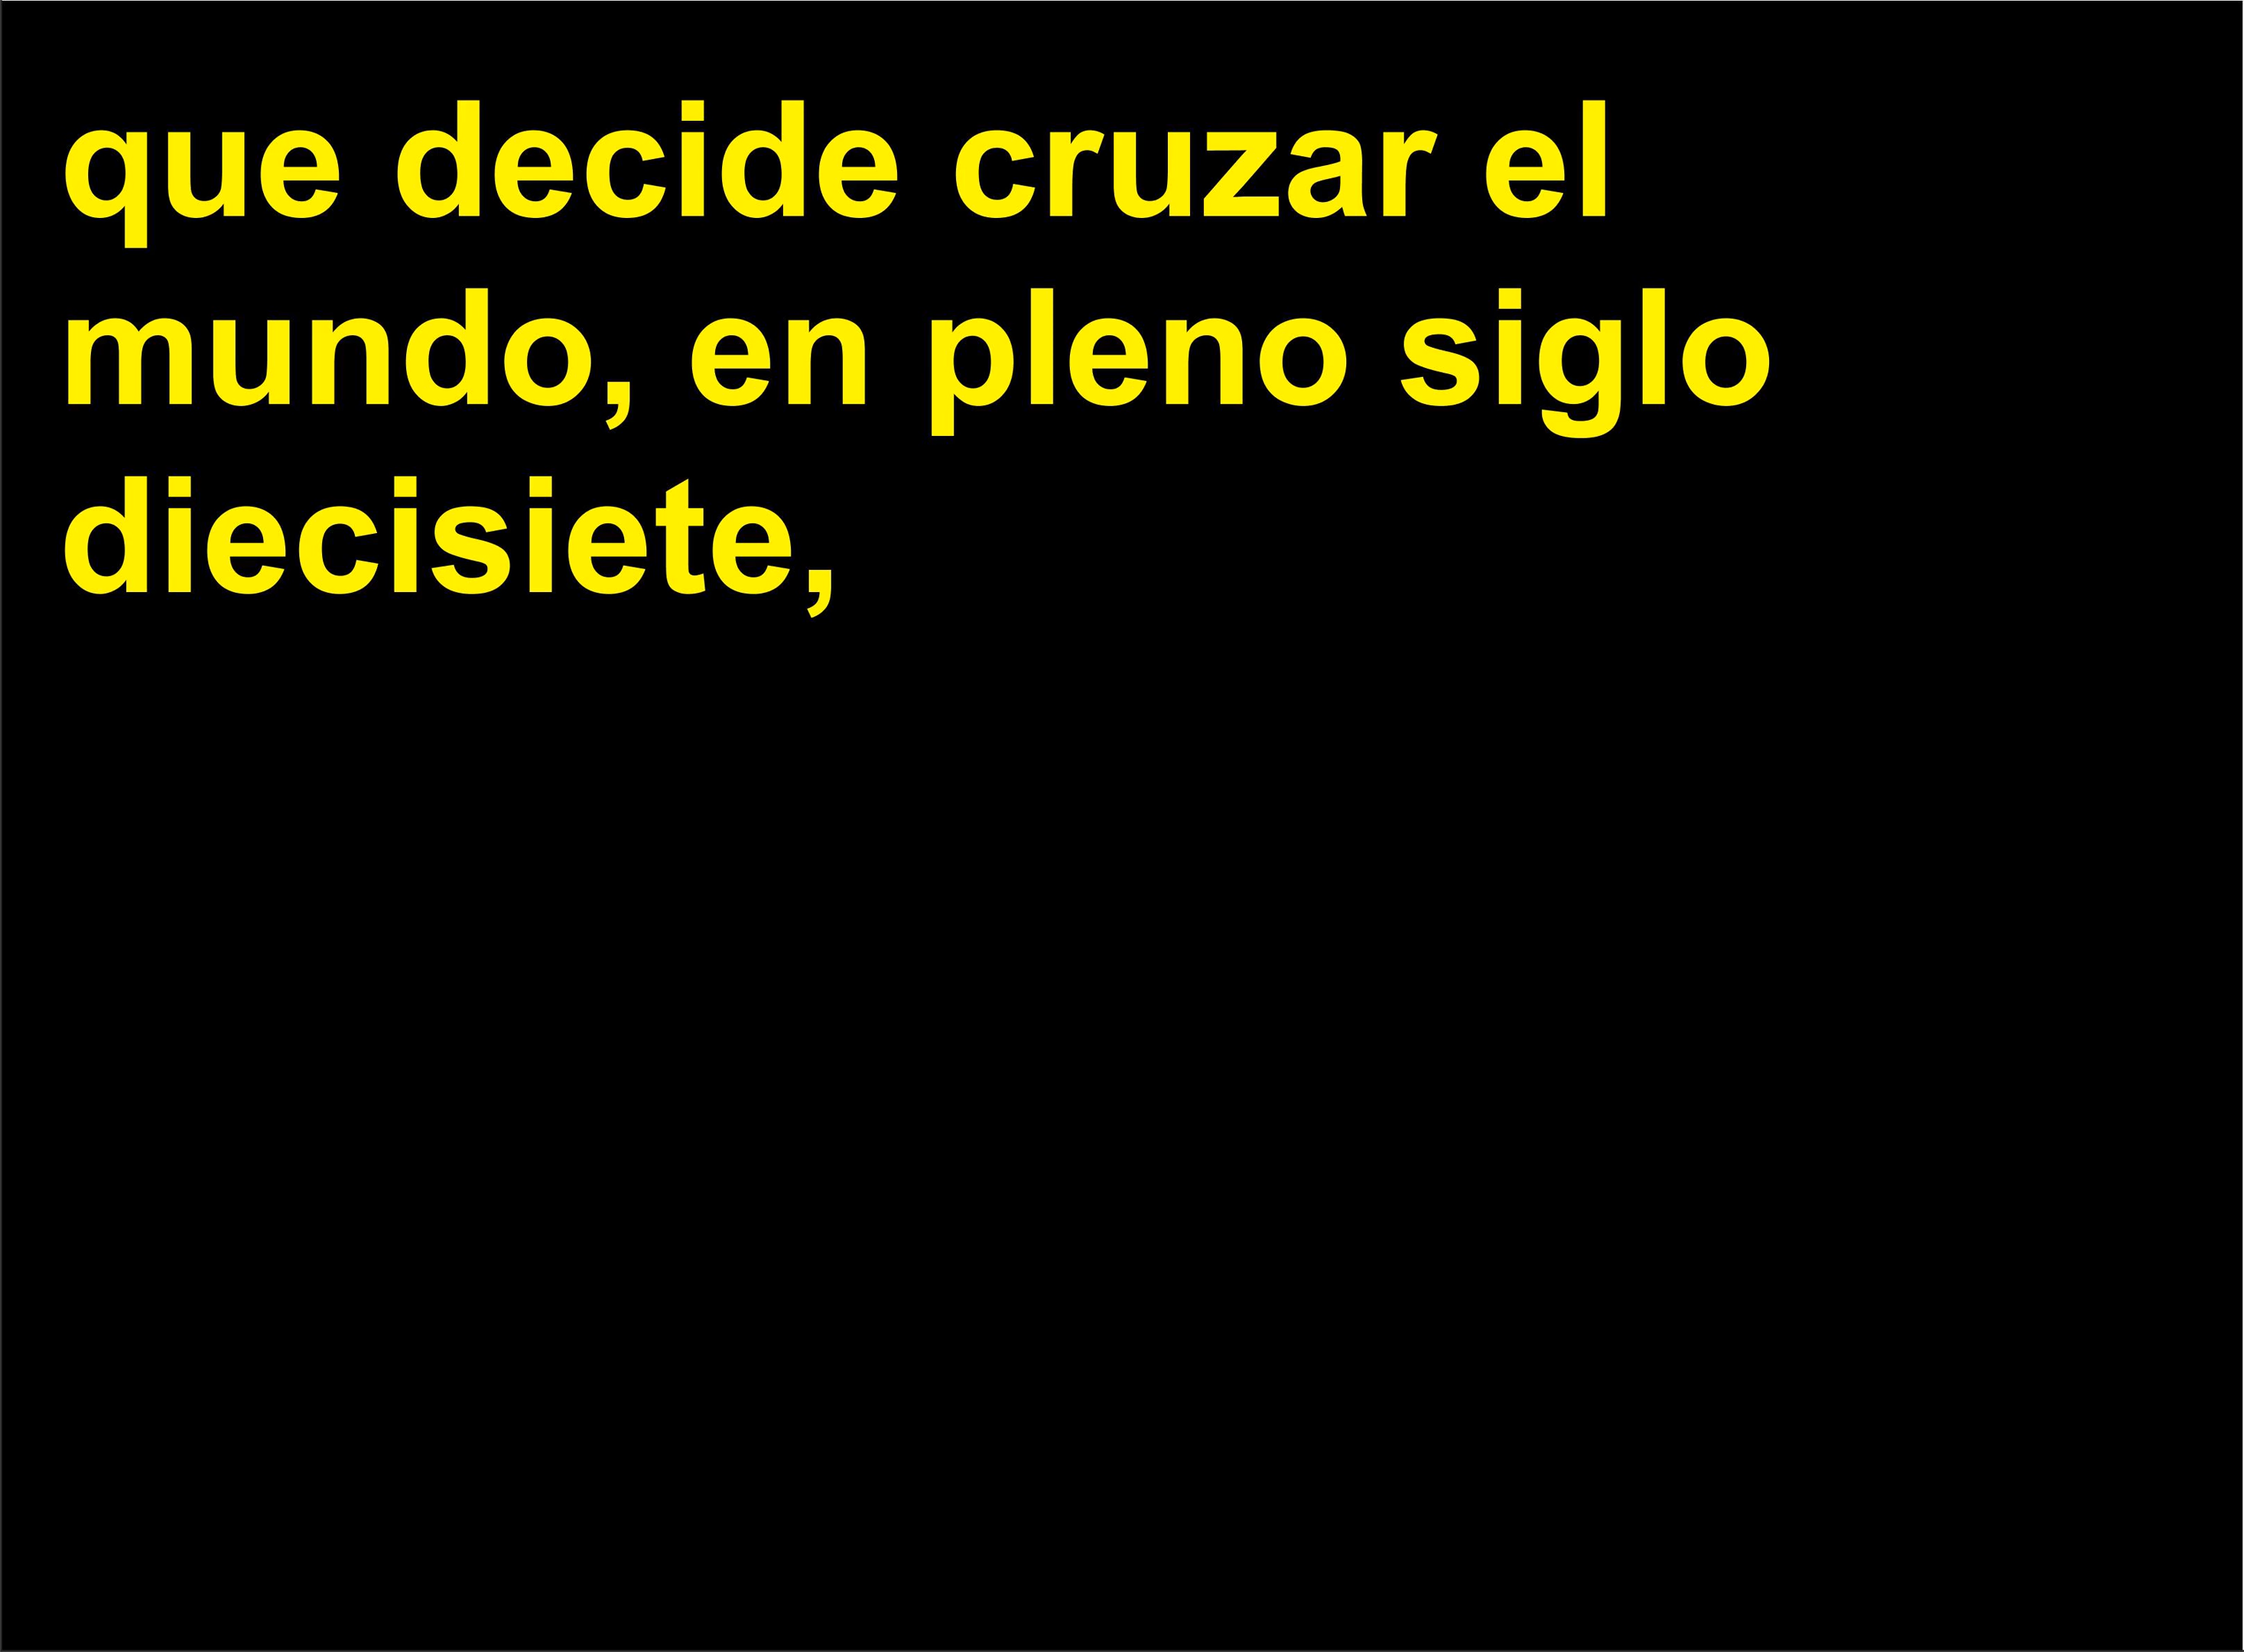 que decide cruzar el
mundo, en pleno siglo
diecisiete,